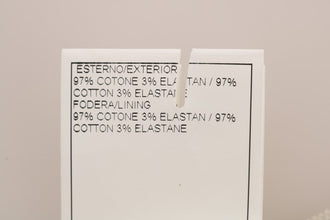 ESTERNO/EXTERIOR
97% COTONE 3% ELASTAN / 97%
COTTON 3% ELASTANE
FODERA/LINING
97% COTONE 3% ELASTAN / 97%
COTTON 3% ELASTANE